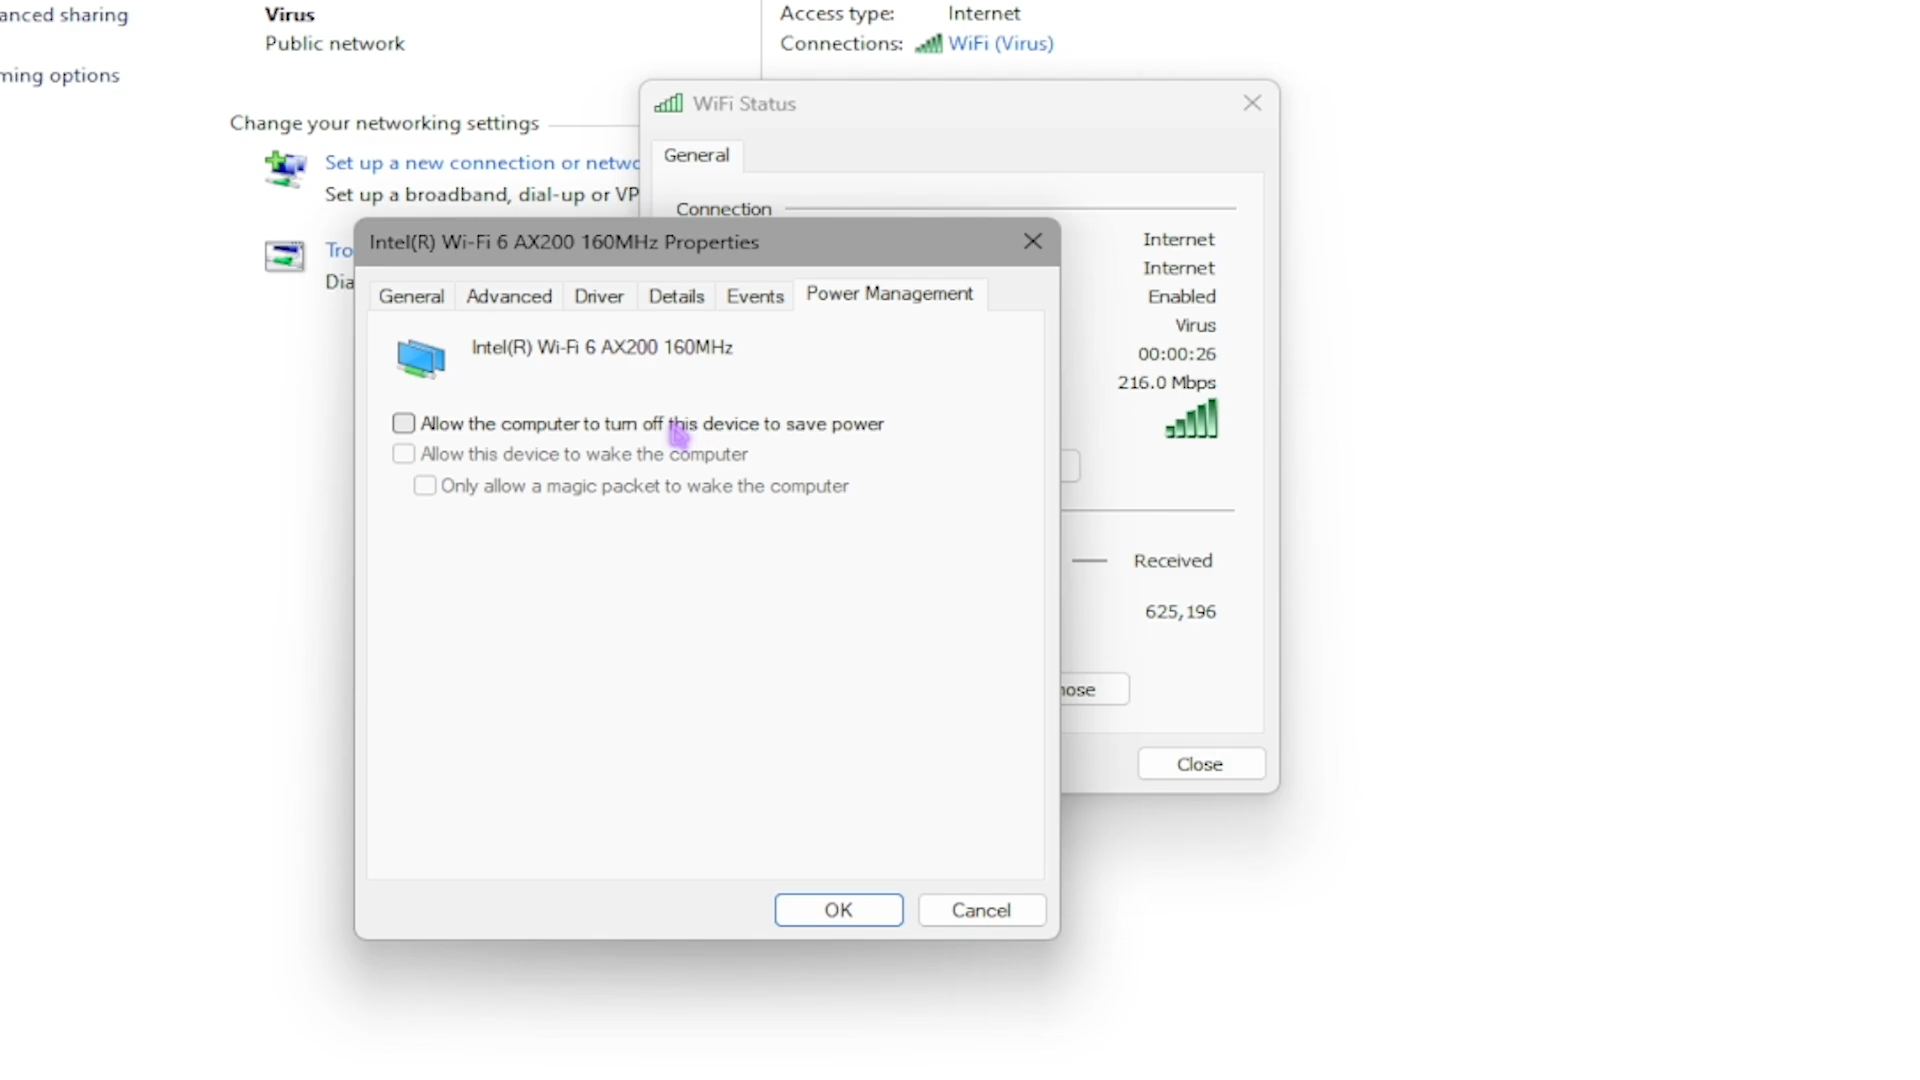 anced sharing
Virus
Public network
ming options
Access type: Internet
Connections: WiFi (Virus)
Change your networking settings
Set up a new connection or netwo
Set up a broadband, dial-up or VP
Tro
Dia
WiFi Status
General
Connection
Internet
Internet
Enabled
Virus
00:00:26
216.0 Mbps
Received
625,196
nose
Close
Intel(R) Wi-Fi 6 AX200 160MHz Properties
General Advanced Driver Details Events Power Management
Intel(R) Wi-Fi 6 AX200 160MHz
Allow the computer to turn off this device to save power
Allow this device to wake the computer
Only allow a magic packet to wake the computer
OK Cancel